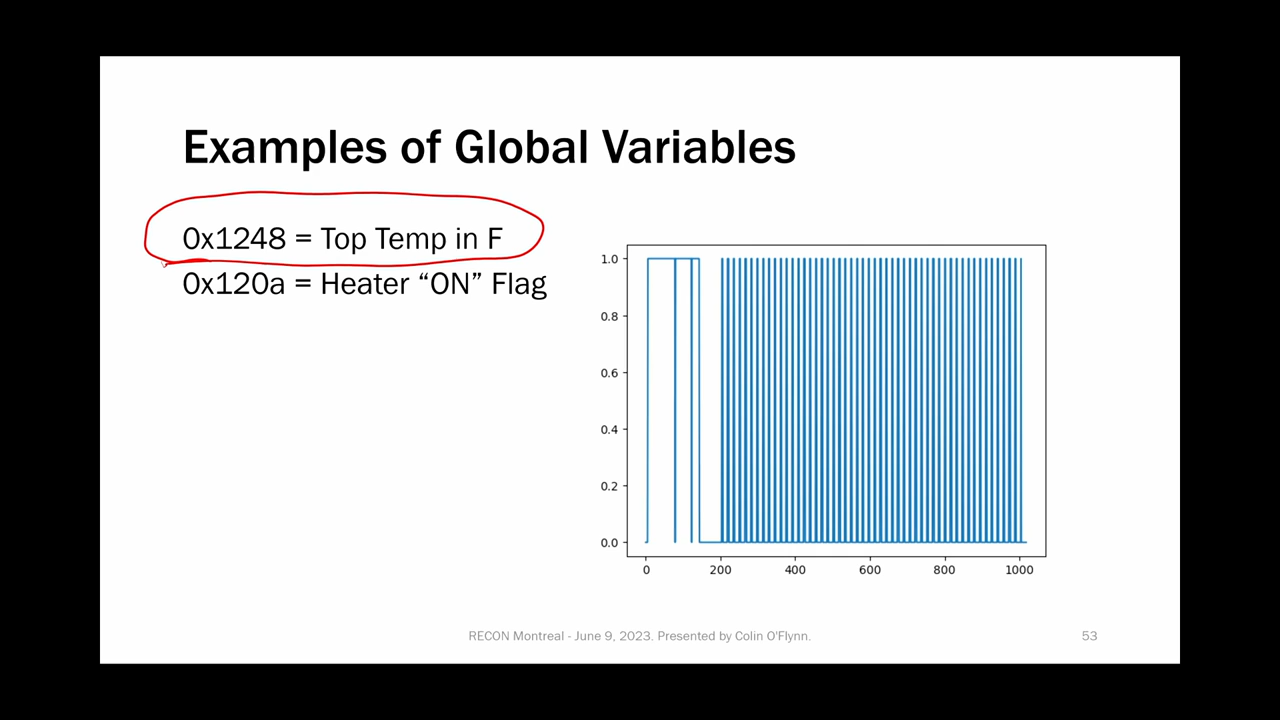 Examples of Global Variables
0x1248 = Top Temp in F
0x120a = Heater “ON” Flag
1.0
0.8
0.6
0.4
0.2
0.0
0 200 400 600 800 1000
RECON Montreal - June 9, 2023. Presented by Colin O'Flynn.
53